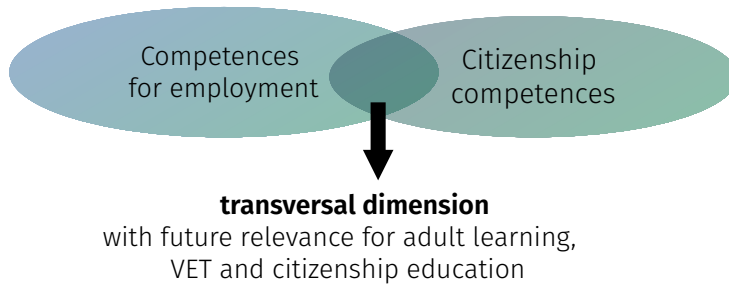 Competences
for employment
Citizenship
competences
transversal dimension
with future relevance for adult learning,
VET and citizenship education